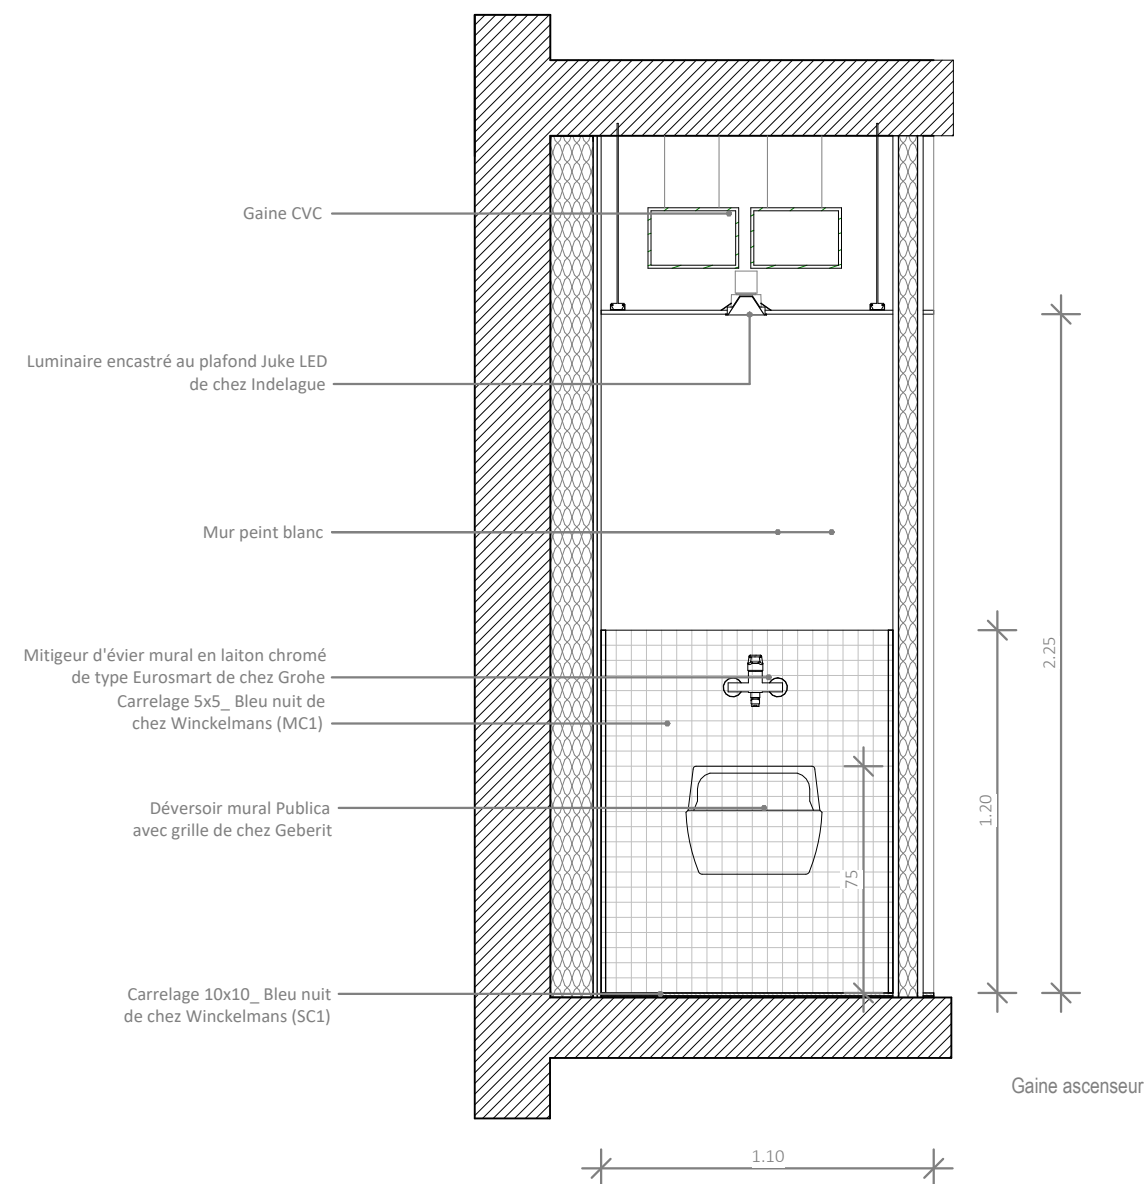 Gaine CVC
Luminaire encastré au plafond Juke LED
de chez Indelague
Mur peint blanc
Mitigeur d'évier mural en laiton chromé
de type Eurosmart de chez Grohe
Carrelage 5x5_ Bleu nuit de
chez Winckelmans (MC1)
Déversoir mural Publica
avec grille de chez Geberit
Carrelage 10x10_ Bleu nuit
de chez Winckelmans (SC1)
75
1.20
2.25
Gaine ascenseur
1.10